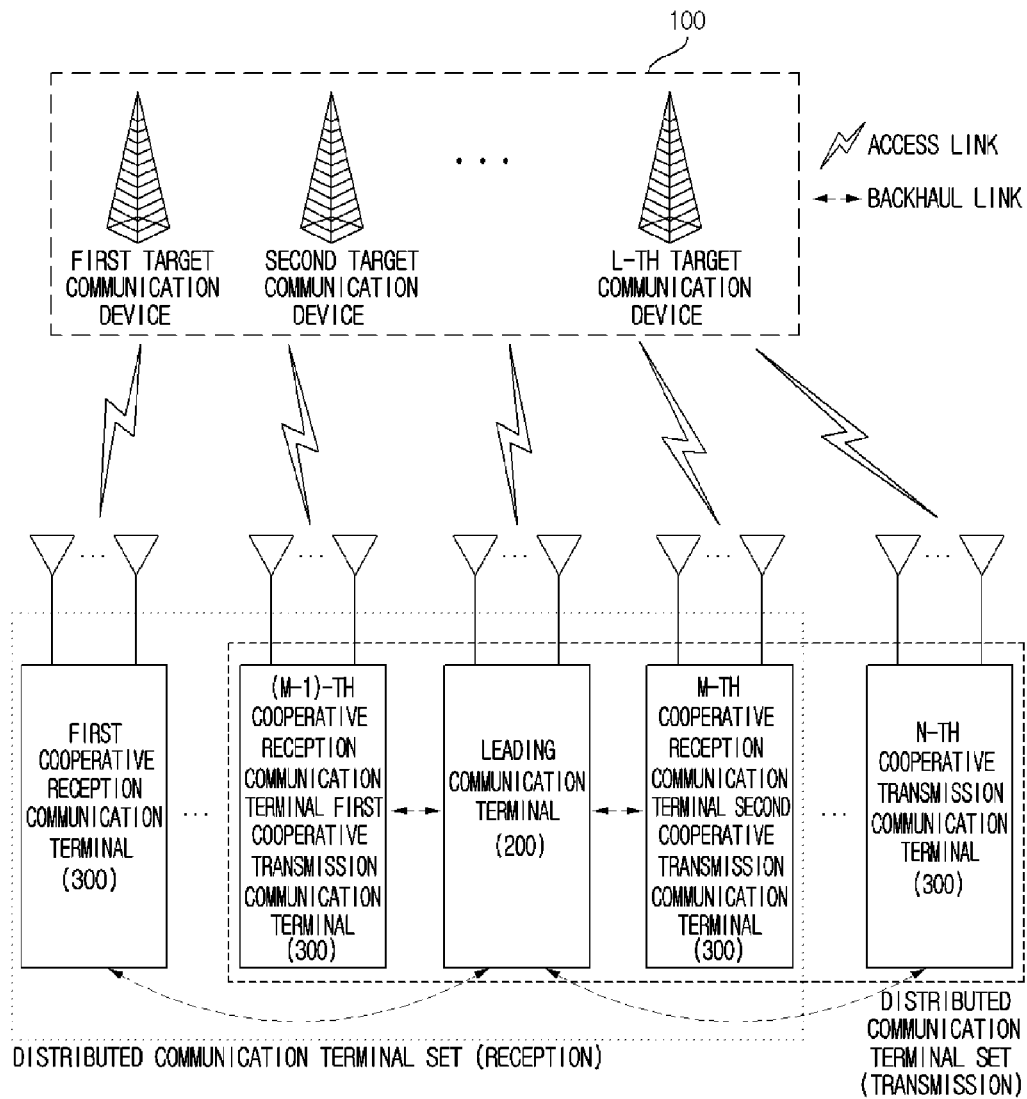 100
ACCESS LINK
BACKHAUL LINK
FIRST TARGET
COMMUNICATION
DEVICE
SECOND TARGET
COMMUNICATION
DEVICE
L-TH TARGET
COMMUNICATION
DEVICE
FIRST
COOPERATIVE
RECEPTION
COMMUNICATION
TERMINAL
(300)
(M-1)-TH
COOPERATIVE
RECEPTION
COMMUNICATION
TERMINAL FIRST
COOPERATIVE
TRANSMISSION
COMMUNICATION
TERMINAL
(300)
LEADING
COMMUNICATION
TERMINAL
(200)
M-TH
COOPERATIVE
RECEPTION
COMMUNICATION
TERMINAL SECOND
COOPERATIVE
TRANSMISSION
COMMUNICATION
TERMINAL
(300)
N-TH
COOPERATIVE
TRANSMISSION
COMMUNICATION
TERMINAL
(300)
DISTRIBUTED COMMUNICATION TERMINAL SET (RECEPTION)
DISTRIBUTED
COMMUNICATION
TERMINAL SET
(TRANSMISSION)